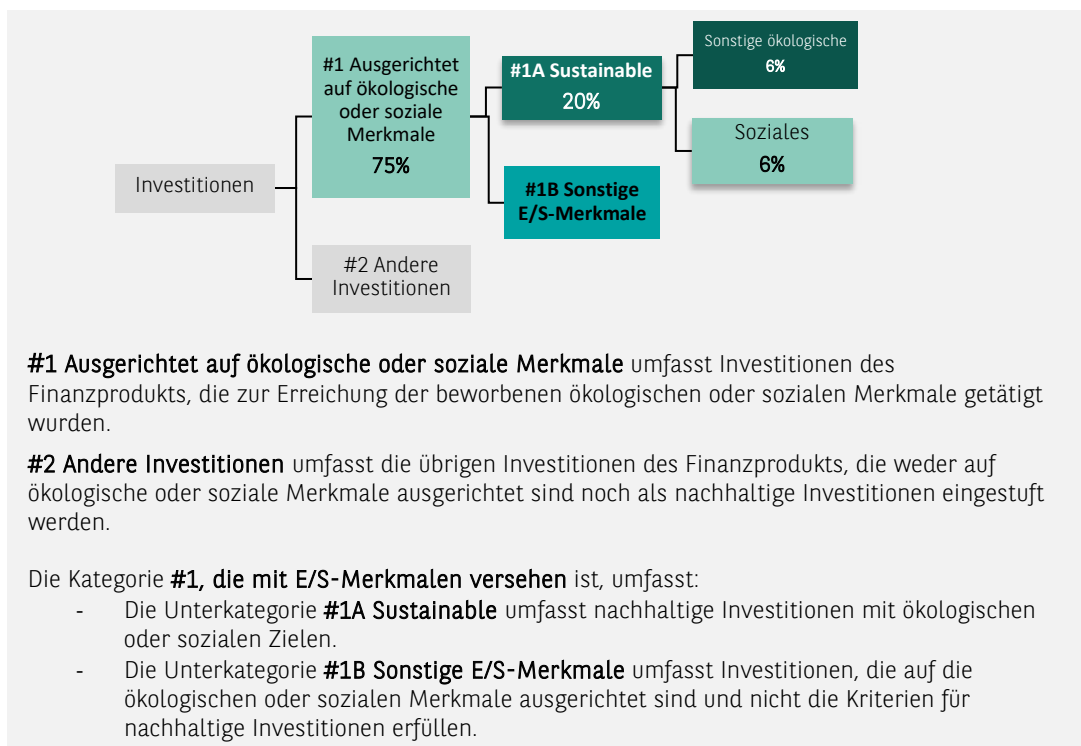 Investitionen
#1 Ausgerichtet
auf ökologische
oder soziale
Merkmale
75%
#2 Andere
Investitionen
#1A Sustainable
20%
#1B Sonstige
E/S-Merkmale
Sonstige ökologische
6%
Soziales
6%
#1 Ausgerichtet auf ökologische oder soziale Merkmale umfasst Investitionen des
Finanzprodukts, die zur Erreichung der beworbenen ökologischen oder sozialen Merkmale getätigt
wurden.
#2 Andere Investitionen umfasst die übrigen Investitionen des Finanzprodukts, die weder auf
ökologische oder soziale Merkmale ausgerichtet sind noch als nachhaltige Investitionen eingestuft
werden.
Die Kategorie #1, die mit E/S-Merkmalen versehen ist, umfasst:
- Die Unterkategorie #1A Sustainable umfasst nachhaltige Investitionen mit ökologischen
oder sozialen Zielen.
- Die Unterkategorie #1B Sonstige E/S-Merkmale umfasst Investitionen, die auf die
ökologischen oder sozialen Merkmale ausgerichtet sind und nicht die Kriterien für
nachhaltige Investitionen erfüllen.